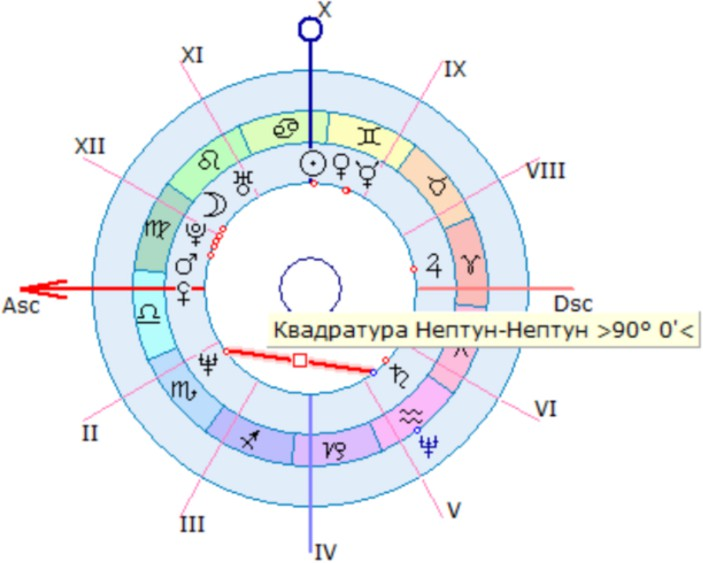 X
XI
IX
XII
VIII
Asc
Dsc
Квадратура Нептун-Нептун >90° 0'<
II
VI
III
V
IV